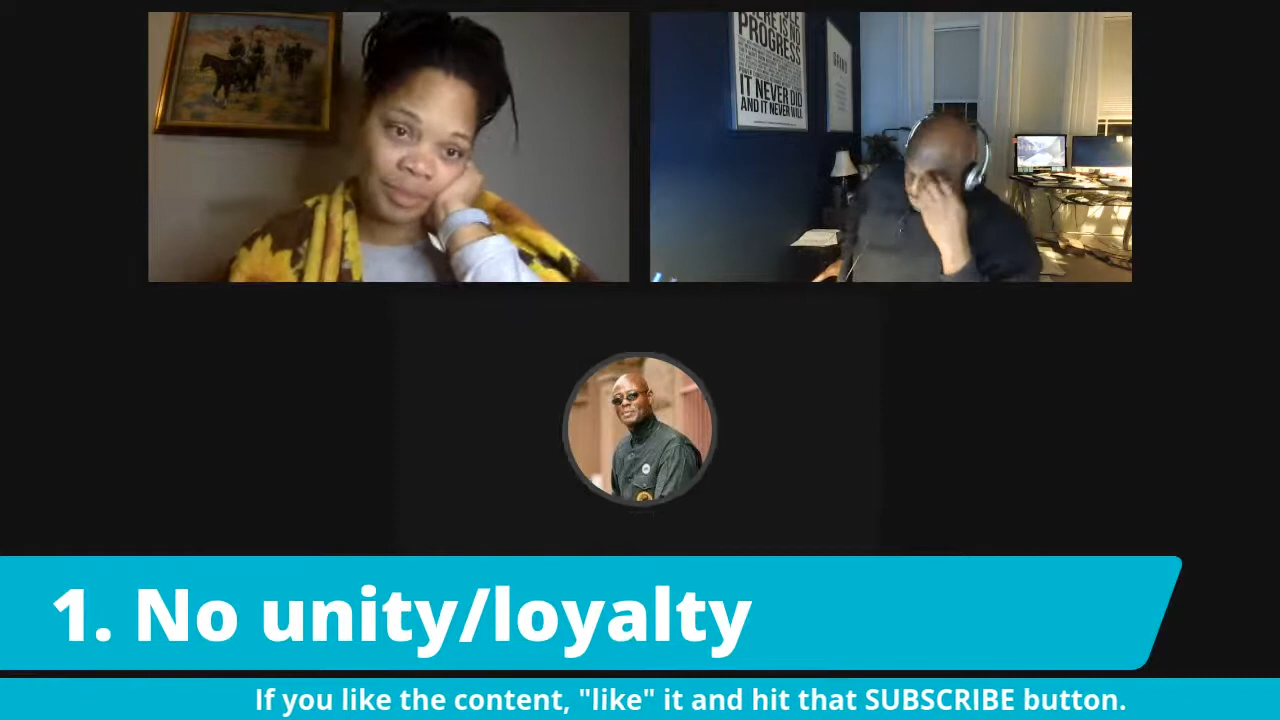 PROGRESS
IT NEVER DID
AND IT NEVER WILL
1. No unity/loyalty
If you like the content, "like" it and hit that SUBSCRIBE button.